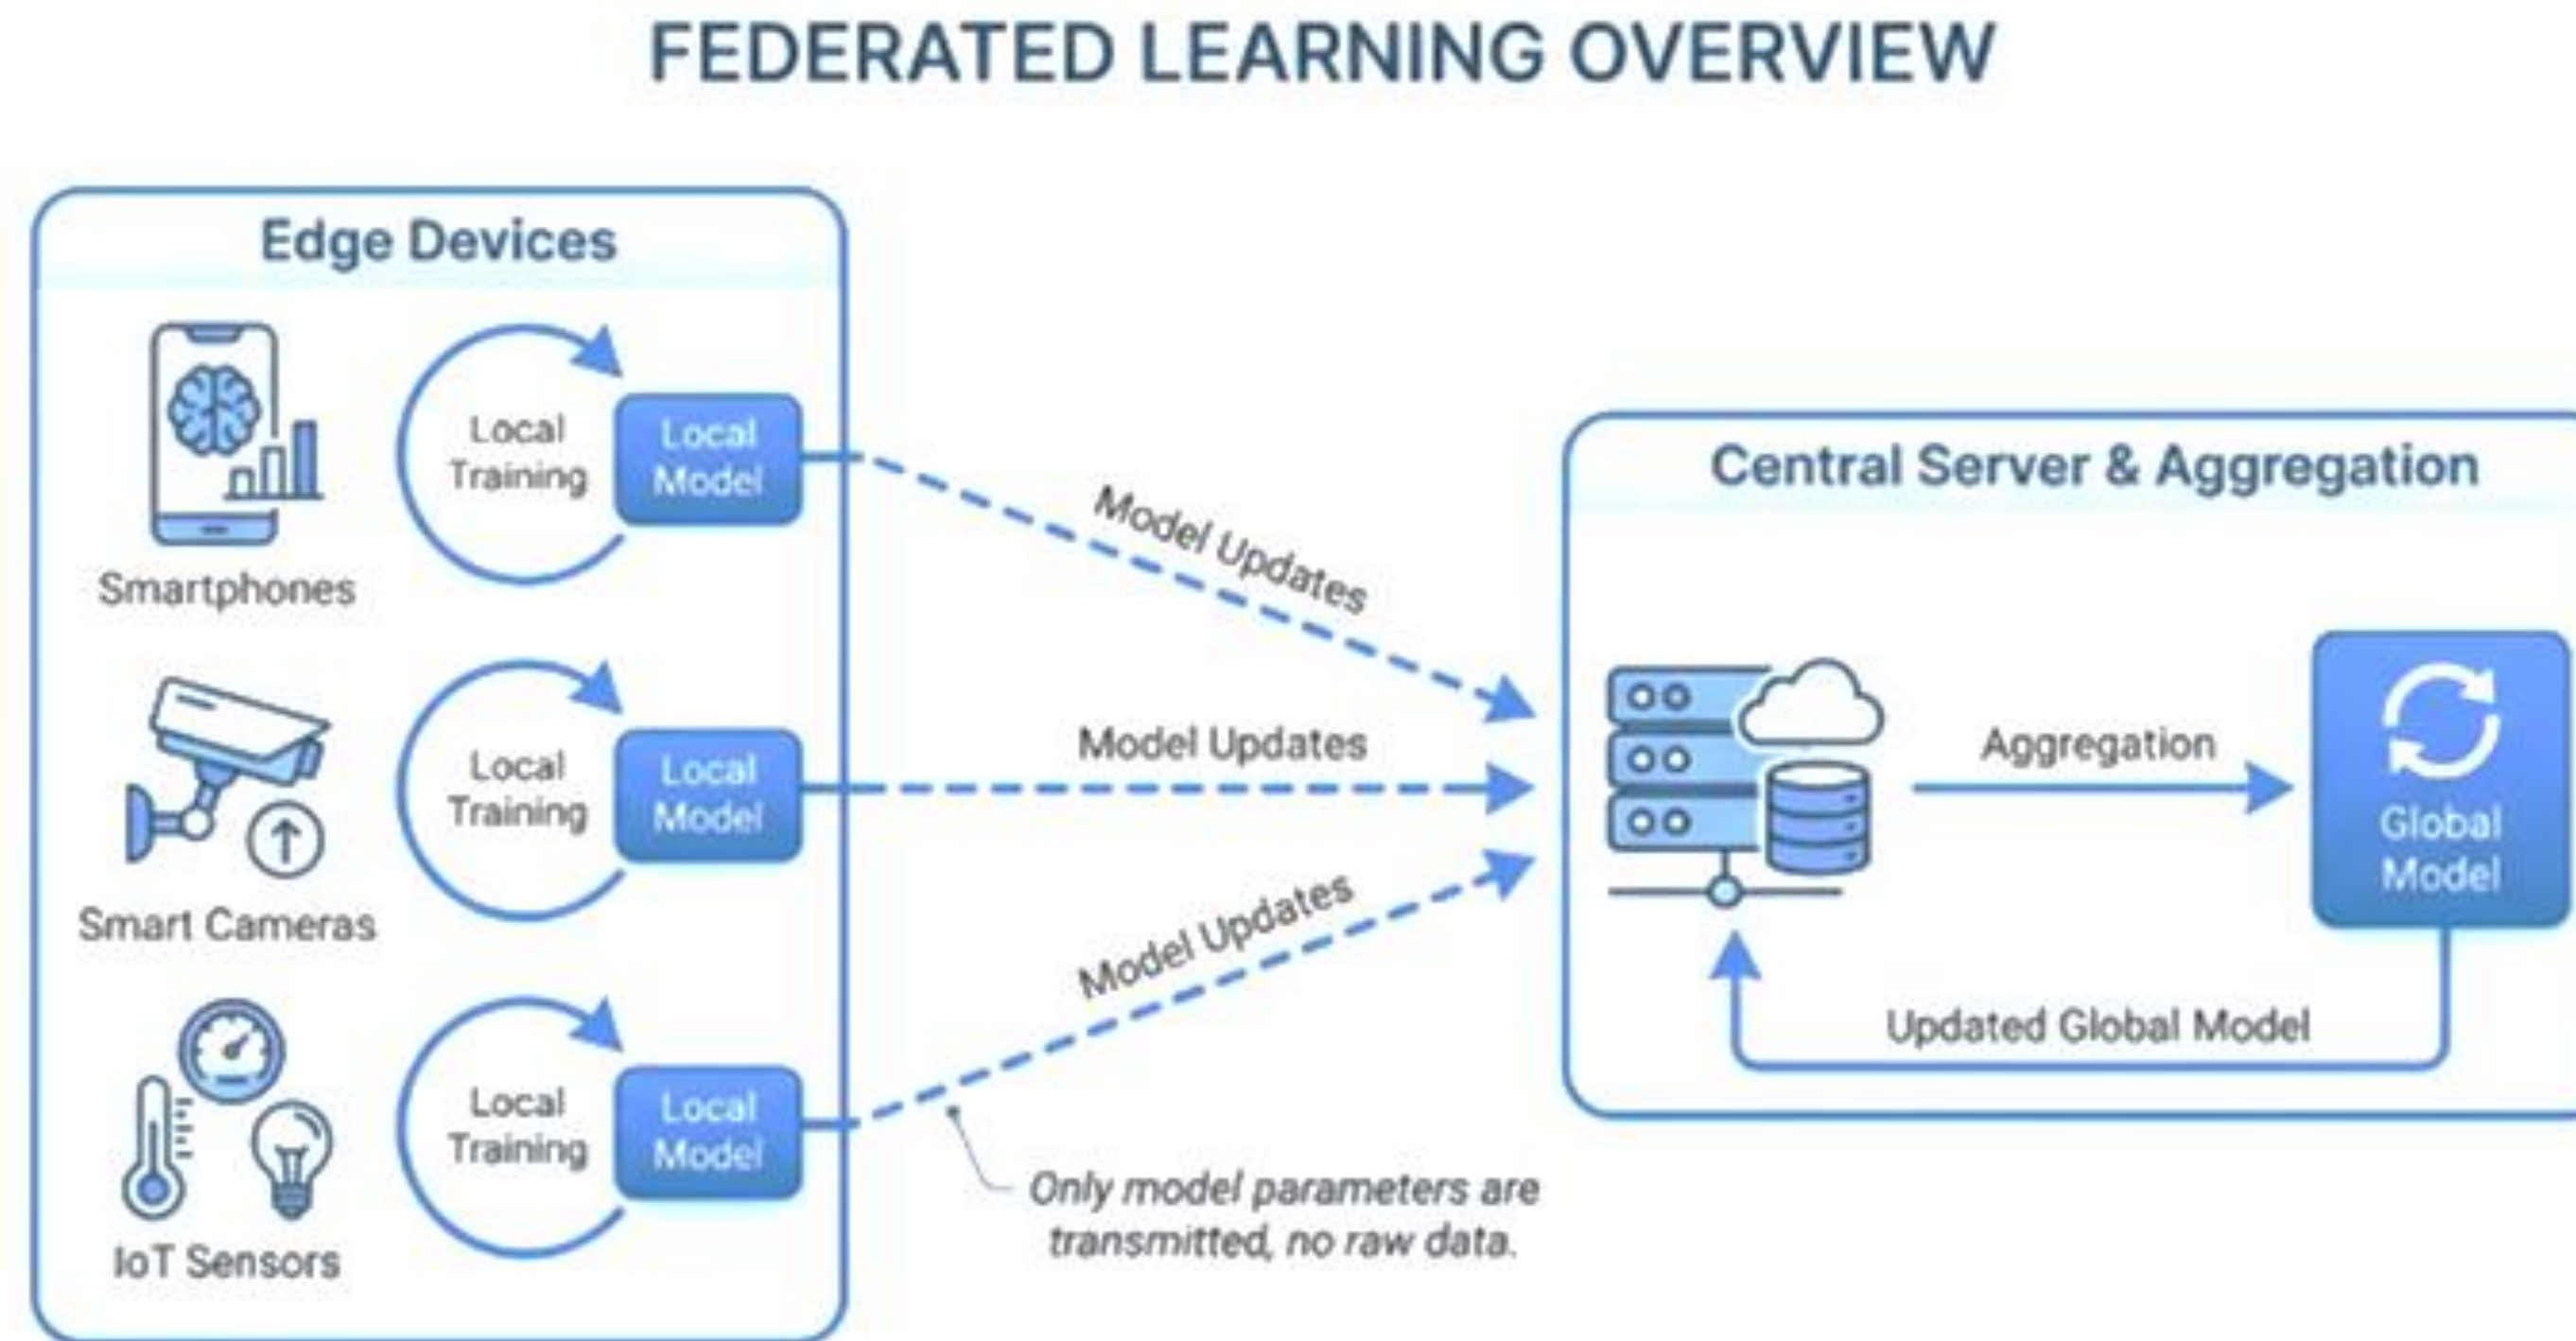 FEDERATED LEARNING OVERVIEW
Edge Devices
Local
Training
Local
Model
Smartphones
Local
Training
Local
Model
Smart Cameras
Local
Training
Local
Model
IoT Sensors
Model Updates
Model Updates
Model Updates
Only model parameters are
transmitted, no raw data.
Central Server & Aggregation
Aggregation
Global
Model
Updated Global Model